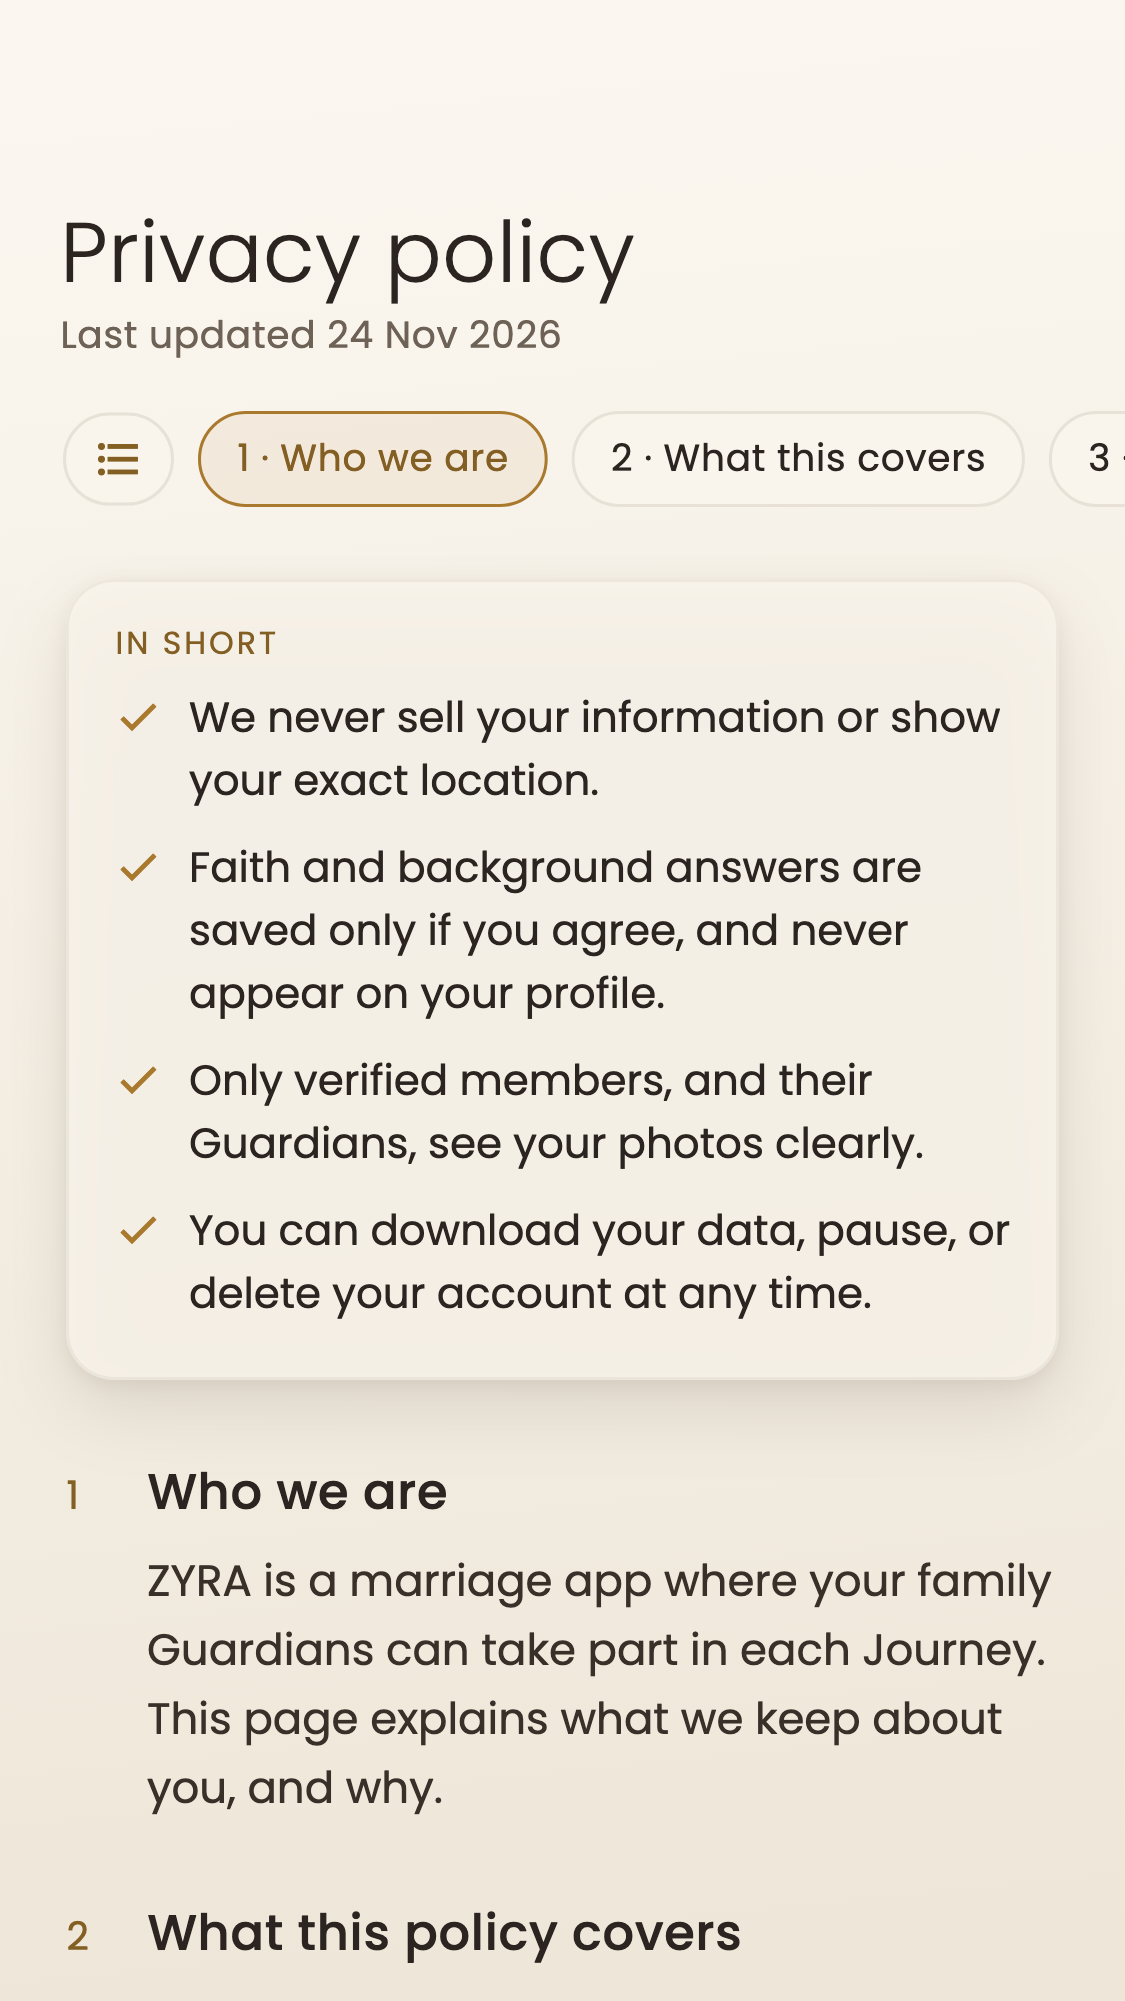 Privacy policy
Last updated 24 Nov 2026
1 · Who we are
2 · What this covers
3 ·
IN SHORT
We never sell your information or show
your exact location.
Faith and background answers are
saved only if you agree, and never
appear on your profile.
Only verified members, and their
Guardians, see your photos clearly.
You can download your data, pause, or
delete your account at any time.
1 Who we are
ZYRA is a marriage app where your family
Guardians can take part in each Journey.
This page explains what we keep about
you, and why.
2 What this policy covers